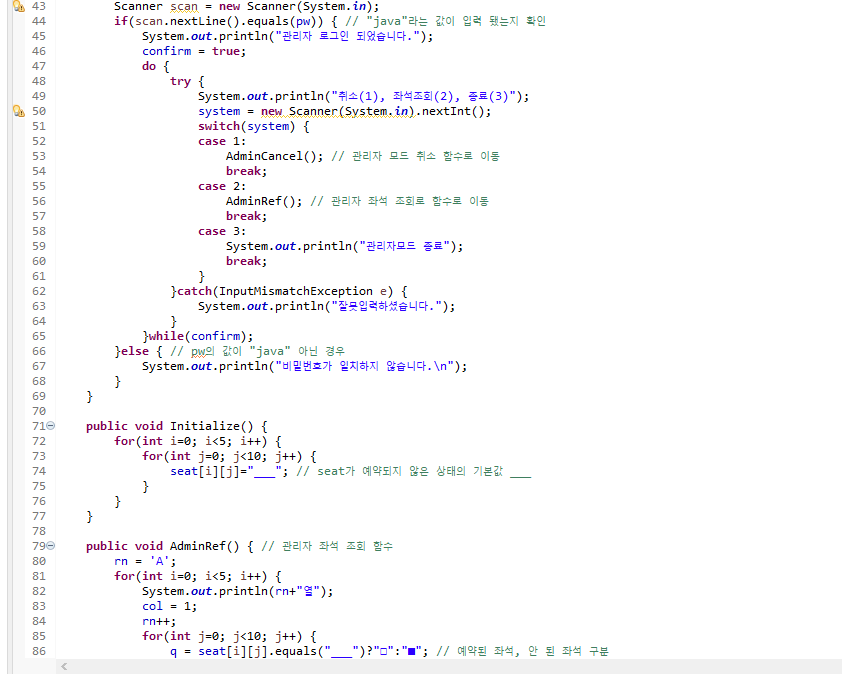 43 Scanner scan = new Scanner(System.in);
44 if(scan.nextLine().equals(pw)) { // "java"라는 값이 입력 됐는지 확인
45 System.out.println("관리자 로그인 되었습니다.");
46 confirm = true;
47 do {
48 try {
49 System.out.println("취소(1), 좌석조회(2), 종료(3)");
50 system = new Scanner(System.in).nextInt();
51 switch(system) {
52 case 1:
53 AdminCancel(); // 관리자 모드 취소 함수로 이동
54 break;
55 case 2:
56 AdminRef(); // 관리자 좌석 조회로 함수로 이동
57 break;
58 case 3:
59 System.out.println("관리자모드 종료");
60 break;
61 }
62 }catch(InputMismatchException e) {
63 System.out.println("잘못입력하셨습니다.");
64 }
65 }while(confirm);
66 }else { // pw의 값이 "java" 아닌 경우
67 System.out.println("비밀번호가 일치하지 않습니다.\n");
68 }
69 }
70
71 public void Initialize() {
72 for(int i=0; i<5; i++) {
73 for(int j=0; j<10; j++) {
74 seat[i][j]="___"; // seat가 예약되지 않은 상태의 기본값 ___
75 }
76 }
77 }
78
79 public void AdminRef() { // 관리자 좌석 조회 함수
80 rn = 'A';
81 for(int i=0; i<5; i++) {
82 System.out.println(rn+"열");
83 col = 1;
84 rn++;
85 for(int j=0; j<10; j++) {
86 q = seat[i][j].equals("___")?"□":"■"; // 예약된 좌석, 안 된 좌석 구분